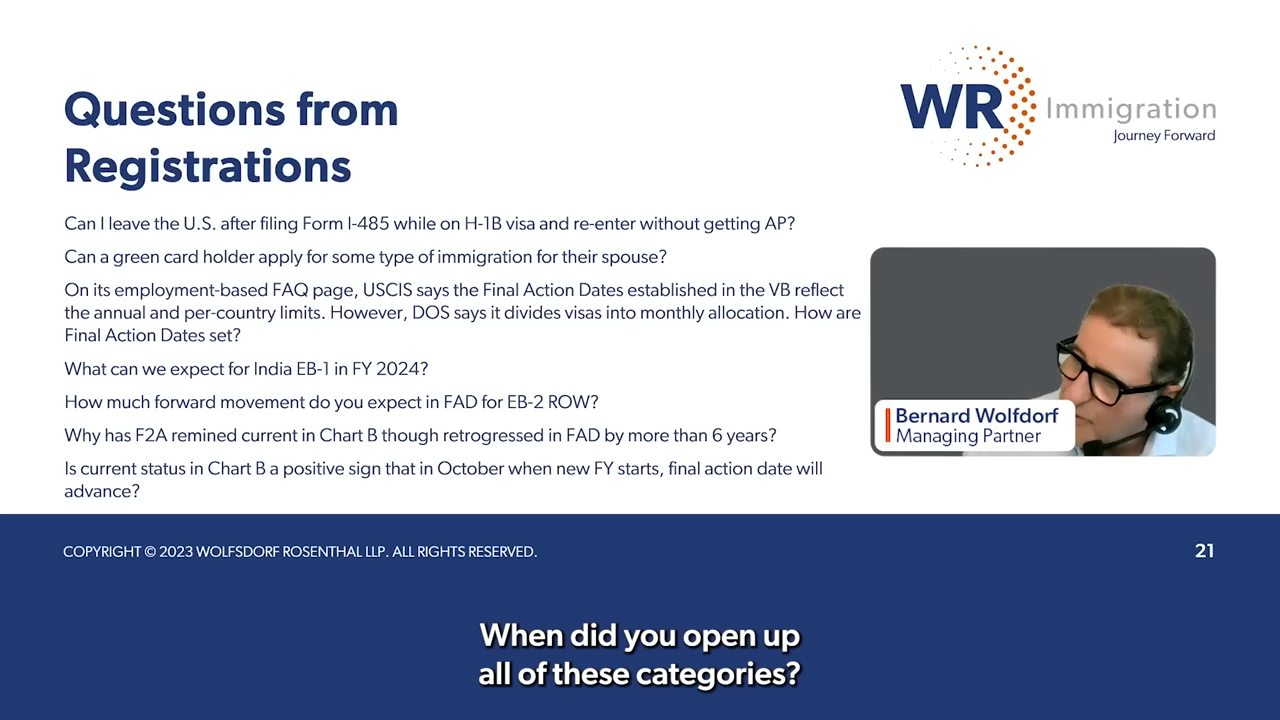 Questions from
Registrations
WR Immigration
Journey Forward
Can I leave the U.S. after filing Form I-485 while on H-1B visa and re-enter without getting AP?
Can a green card holder apply for some type of immigration for their spouse?
On its employment-based FAQ page, USCIS says the Final Action Dates established in the VB reflect
the annual and per-country limits. However, DOS says it divides visas into monthly allocation. How are
Final Action Dates set?
What can we expect for India EB-1 in FY 2024?
How much forward movement do you expect in FAD for EB-2 ROW?
Why has F2A remined current in Chart B though retrogressed in FAD by more than 6 years?
Is current status in Chart B a positive sign that in October when new FY starts, final action date will
advance?
Bernard Wolfdorf
Managing Partner
COPYRIGHT © 2023 WOLFSDORF ROSENTHAL LLP. ALL RIGHTS RESERVED.
21
When did you open up
all of these categories?